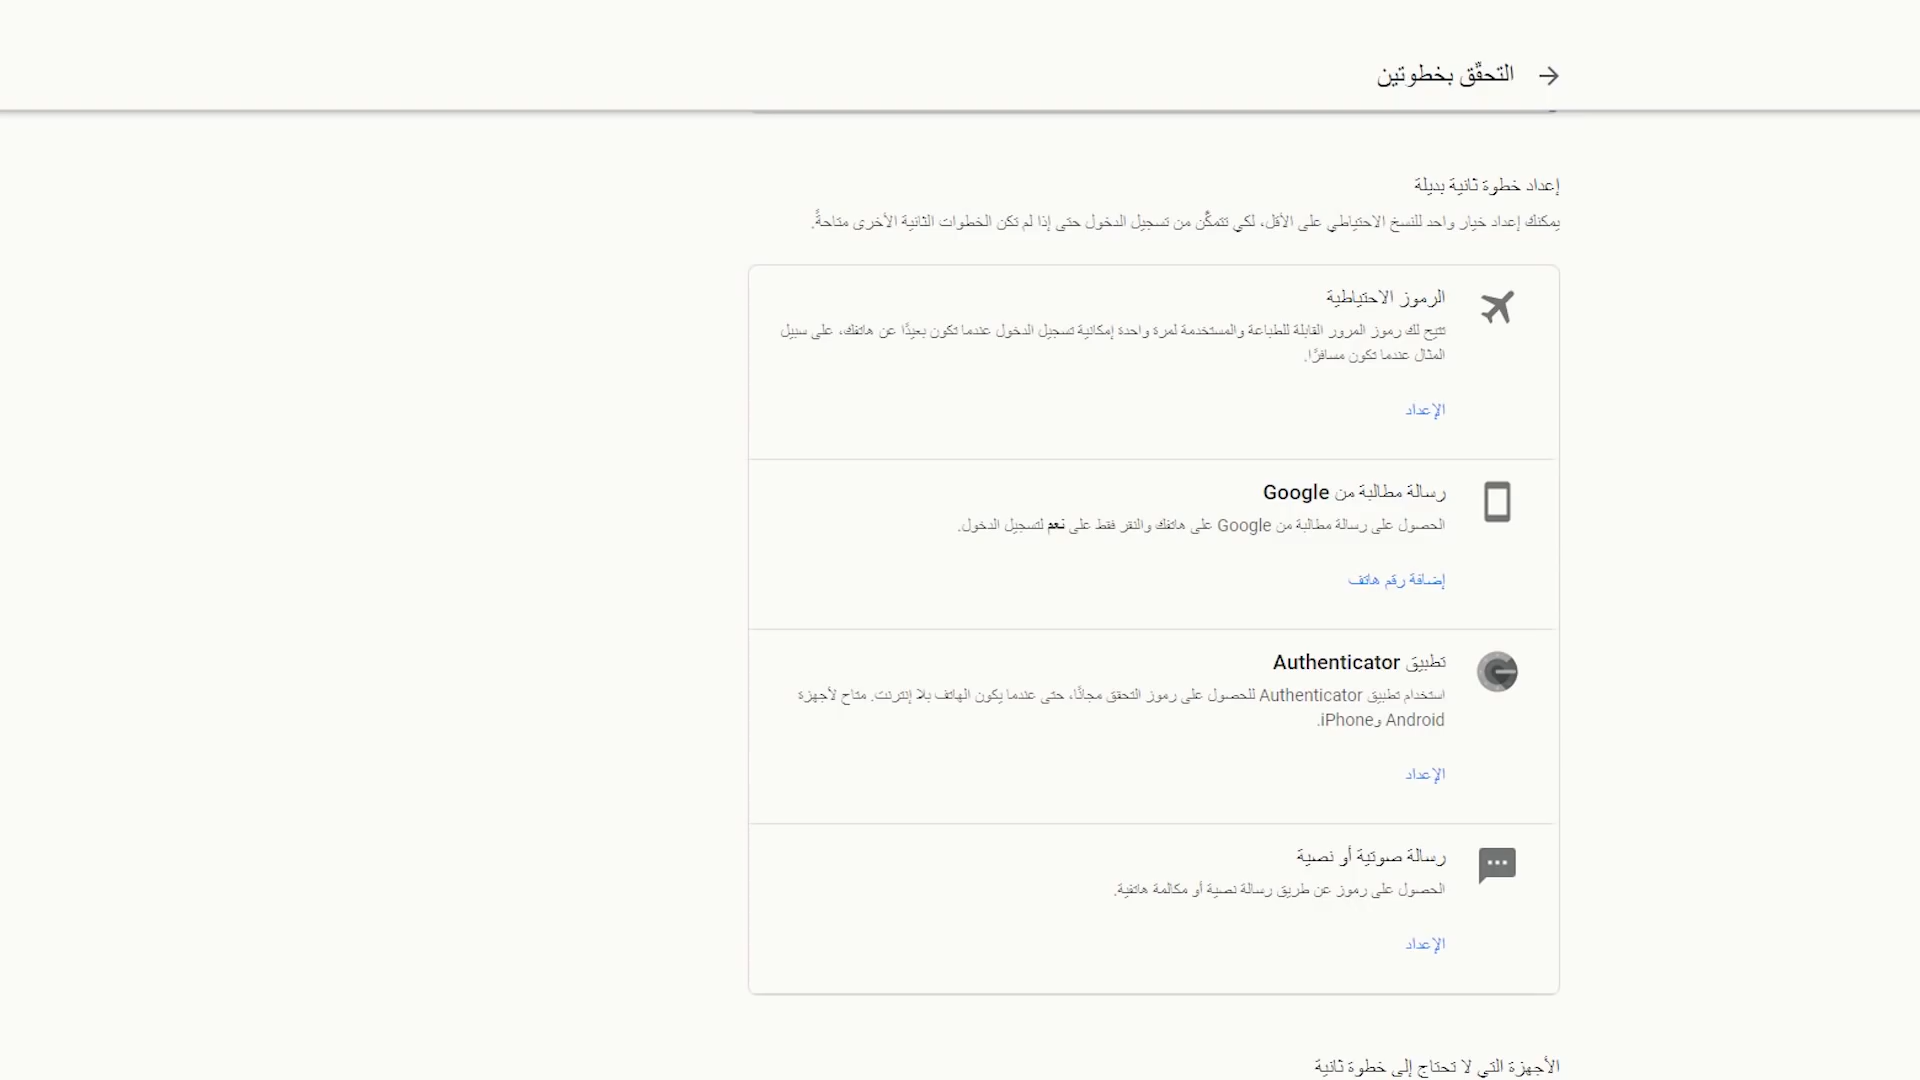 التحقّق بخطوتين
إعداد خطوة ثانية بديلة
يمكنك إعداد خيار واحد للنسخ الاحتياطي على الأقل، لكي تتمكّن من تسجيل الدخول حتى إذا لم تكن الخطوات الثانية الأخرى متاحةً.
الرموز الاحتياطية
تتيح لك رموز المرور القابلة للطباعة والمستخدمة لمرة واحدة إمكانية تسجيل الدخول عندما تكون بعيدًا عن هاتفك، على سبيل
المثال عندما تكون مسافرًا.
الإعداد
رسالة مطالبة من Google
الحصول على رسالة مطالبة من Google على هاتفك والنقر فقط على نعم لتسجيل الدخول.
إضافة رقم هاتف
تطبيق Authenticator
استخدام تطبيق Authenticator للحصول على رموز التحقق مجانًا، حتى عندما يكون الهاتف بلا إنترنت. متاح لأجهزة
Android وiPhone.
الإعداد
رسالة صوتية أو نصية
الحصول على رموز عن طريق رسالة نصية أو مكالمة هاتفية.
الإعداد
الأجهزة التي لا تحتاج إلى خطوة ثانية